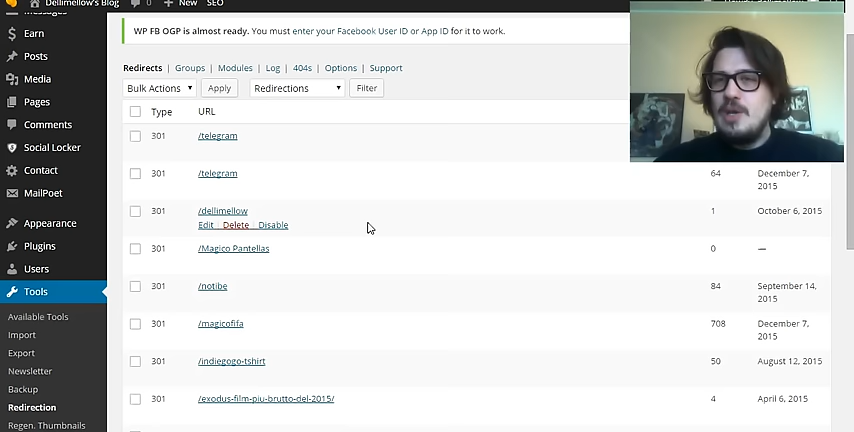 Dellimellow's Blog 0 New SEO
Messages
Earn
Posts
Media
Pages
Comments
Social Locker
Contact
MailPoet
Appearance
Plugins
Users
Tools
Available Tools
Import
Export
Newsletter
Backup
Redirection
Regen. Thumbnails
WP FB OGP is almost ready. You must enter your Facebook User ID or App ID for it to work.
Redirects | Groups | Modules | Log | 404s | Options | Support
Bulk Actions Apply Redirections Filter
Type URL
301 /telegram
301 /telegram 64 December 7, 2015
301 /dellimellow 1 October 6, 2015
Edit | Delete | Disable
301 /Magico Pantellas 0 —
301 /notibe 84 September 14, 2015
301 /magicofifa 708 December 7, 2015
301 /indiegogo-tshirt 50 August 12, 2015
301 /exodus-film-piu-brutto-del-2015/ 4 April 6, 2015